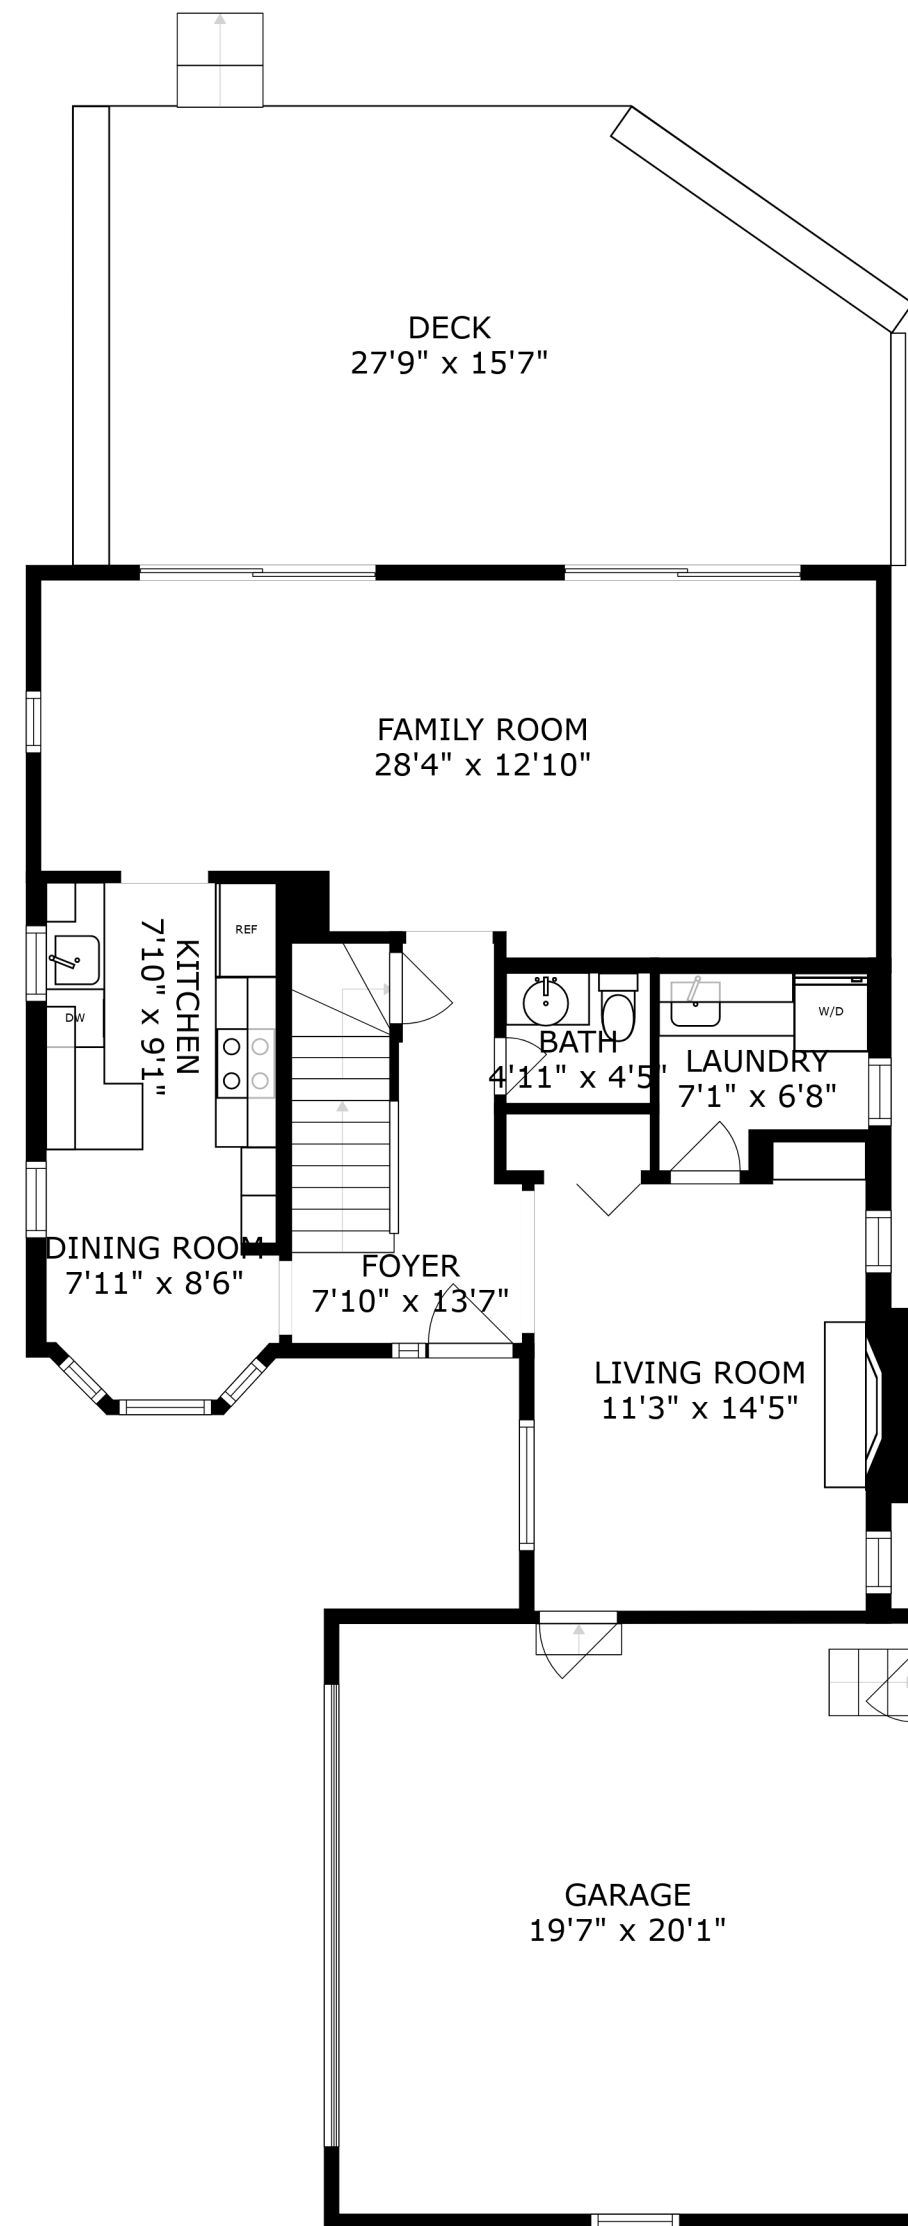 DECK
27'9" x 15'7"
FAMILY ROOM
28'4" x 12'10"
KITCHEN
7'10" x 9'1"
REF
DW
W/D
BATH
4'11" x 4'5"
LAUNDRY
7'1" x 6'8"
DINING ROOM
7'11" x 8'6"
FOYER
7'10" x 13'7"
LIVING ROOM
11'3" x 14'5"
GARAGE
19'7" x 20'1"